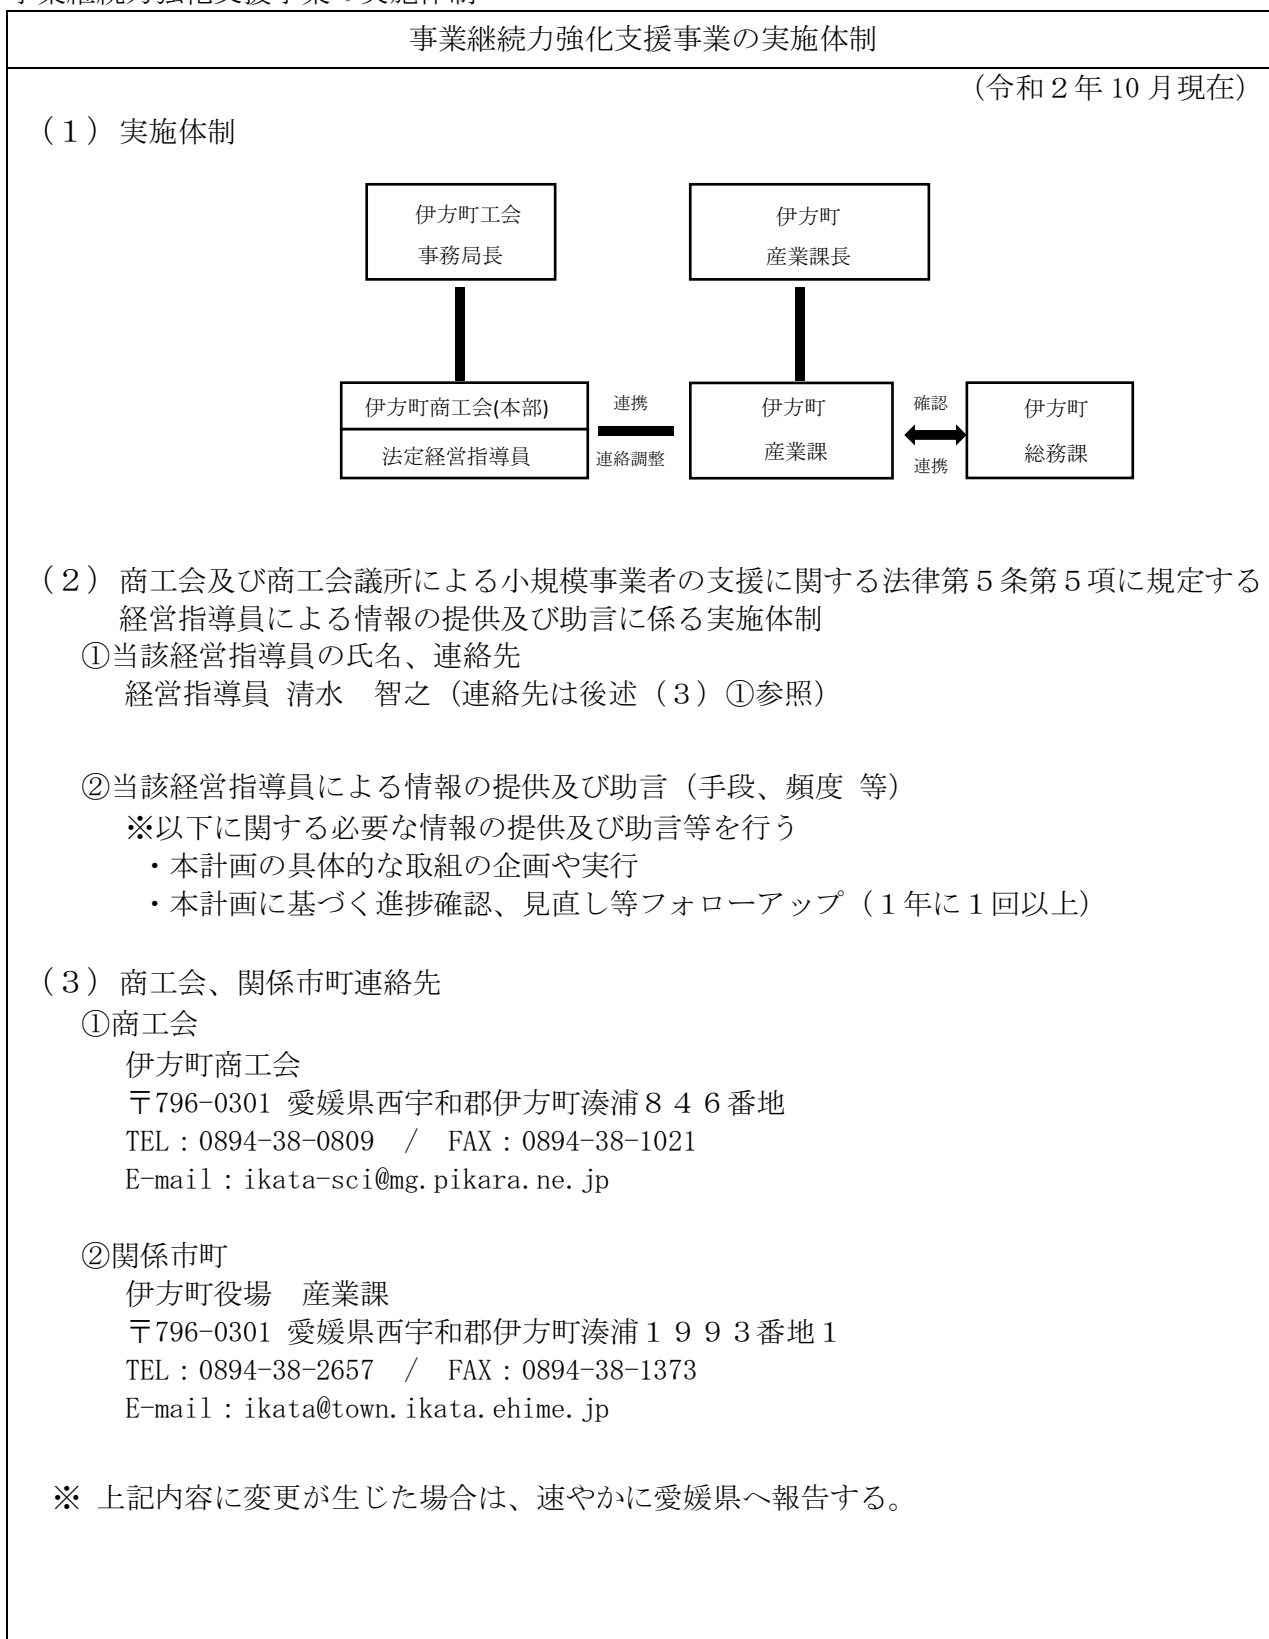 事業継続力強化支援事業の実施体制
事業継続力強化支援事業の実施体制
（令和２年 10 月現在）
（１）実施体制
伊方町工会
事務局長
伊方町
産業課長
伊方町商工会(本部)
法定経営指導員
連携
連絡調整
伊方町
産業課
確認
連携
伊方町
総務課
（２）商工会及び商工会議所による小規模事業者の支援に関する法律第５条第５項に規定する
経営指導員による情報の提供及び助言に係る実施体制
①当該経営指導員の氏名、連絡先
経営指導員 清水　智之（連絡先は後述（３）①参照）
②当該経営指導員による情報の提供及び助言（手段、頻度 等）
※以下に関する必要な情報の提供及び助言等を行う
・本計画の具体的な取組の企画や実行
・本計画に基づく進捗確認、見直し等フォローアップ（１年に１回以上）
（３）商工会、関係市町連絡先
①商工会
伊方町商工会
〒796-0301 愛媛県西宇和郡伊方町湊浦８４６番地
TEL：0894-38-0809 / FAX：0894-38-1021
E-mail：ikata-sci@mg.pikara.ne.jp
②関係市町
伊方町役場　産業課
〒796-0301 愛媛県西宇和郡伊方町湊浦１９９３番地１
TEL：0894-38-2657 / FAX：0894-38-1373
E-mail：ikata@town.ikata.ehime.jp
※ 上記内容に変更が生じた場合は、速やかに愛媛県へ報告する。